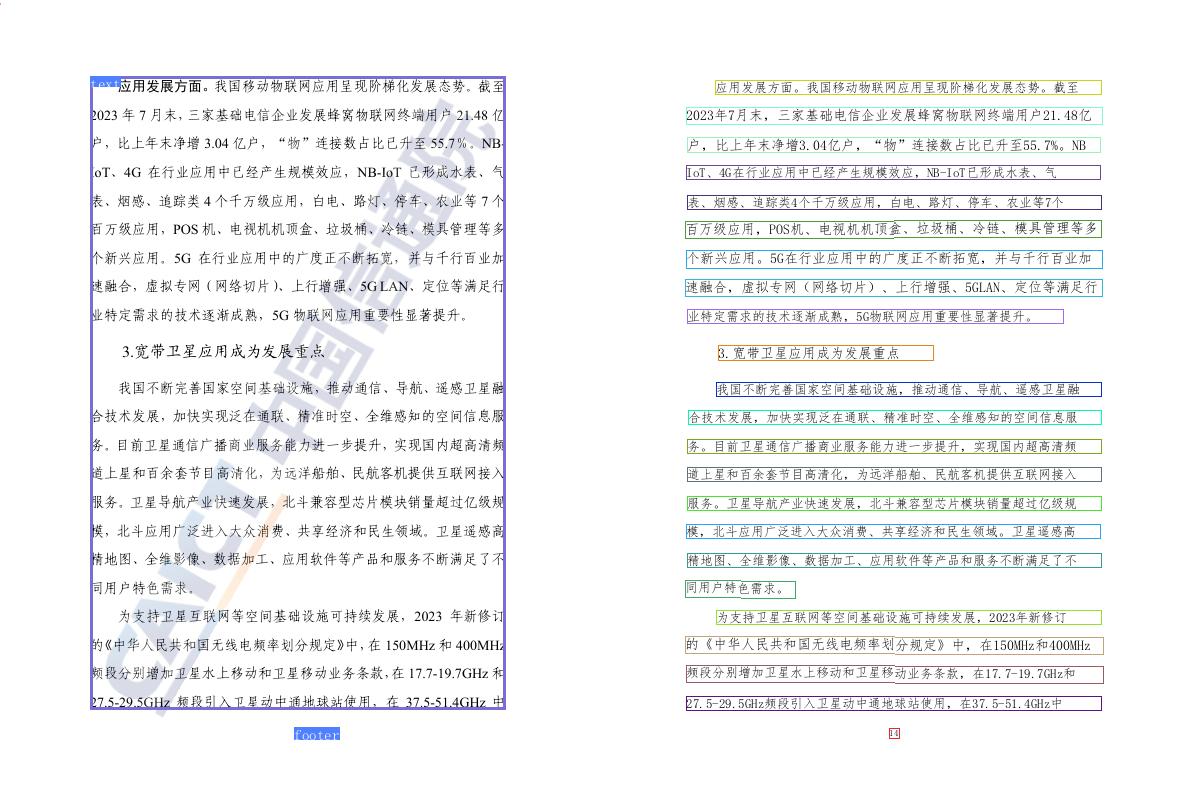 text应用发展方面。我国移动物联网应用呈现阶梯化发展态势。截至
2023 年 7 月末，三家基础电信企业发展蜂窝物联网终端用户 21.48 亿
户，比上年末净增 3.04 亿户，“物”连接数占比已升至 55.7%。NB-
IoT、4G 在行业应用中已经产生规模效应，NB-IoT 已形成水表、气
表、烟感、追踪类 4 个千万级应用，白电、路灯、停车、农业等 7 个
百万级应用，POS 机、电视机机顶盒、垃圾桶、冷链、模具管理等多
个新兴应用。5G 在行业应用中的广度正不断拓宽，并与千行百业加
速融合，虚拟专网（网络切片）、上行增强、5G LAN、定位等满足行
业特定需求的技术逐渐成熟，5G 物联网应用重要性显著提升。
3.宽带卫星应用成为发展重点
我国不断完善国家空间基础设施，推动通信、导航、遥感卫星融
合技术发展，加快实现泛在通联、精准时空、全维感知的空间信息服
务。目前卫星通信广播商业服务能力进一步提升，实现国内超高清频
道上星和百余套节目高清化，为远洋船舶、民航客机提供互联网接入
服务。卫星导航产业快速发展，北斗兼容型芯片模块销量超过亿级规
模，北斗应用广泛进入大众消费、共享经济和民生领域。卫星遥感高
精地图、全维影像、数据加工、应用软件等产品和服务不断满足了不
同用户特色需求。
为支持卫星互联网等空间基础设施可持续发展，2023 年新修订
的《中华人民共和国无线电频率划分规定》中，在 150MHz 和 400MHz
频段分别增加卫星水上移动和卫星移动业务条款，在 17.7-19.7GHz 和
27.5-29.5GHz 频段引入卫星动中通地球站使用，在 37.5-51.4GHz 中
footer
CAICT 中国信通院
应用发展方面。我国移动物联网应用呈现阶梯化发展态势。截至
2023年7月末，三家基础电信企业发展蜂窝物联网终端用户21.48亿
户，比上年末净增3.04亿户，“物”连接数占比已升至55.7%。NB
IoT、4G在行业应用中已经产生规模效应，NB-IoT已形成水表、气
表、烟感、追踪类4个千万级应用，白电、路灯、停车、农业等7个
百万级应用，POS机、电视机机顶盒、垃圾桶、冷链、模具管理等多
个新兴应用。5G在行业应用中的广度正不断拓宽，并与千行百业加
速融合，虚拟专网（网络切片）、上行增强、5GLAN、定位等满足行
业特定需求的技术逐渐成熟，5G物联网应用重要性显著提升。
3.宽带卫星应用成为发展重点
我国不断完善国家空间基础设施，推动通信、导航、遥感卫星融
合技术发展，加快实现泛在通联、精准时空、全维感知的空间信息服
务。目前卫星通信广播商业服务能力进一步提升，实现国内超高清频
道上星和百余套节目高清化，为远洋船舶、民航客机提供互联网接入
服务。卫星导航产业快速发展，北斗兼容型芯片模块销量超过亿级规
模，北斗应用广泛进入大众消费、共享经济和民生领域。卫星遥感高
精地图、全维影像、数据加工、应用软件等产品和服务不断满足了不
同用户特色需求。
为支持卫星互联网等空间基础设施可持续发展，2023年新修订
的《中华人民共和国无线电频率划分规定》中，在150MHz和400MHz
频段分别增加卫星水上移动和卫星移动业务条款，在17.7-19.7GHz和
27.5-29.5GHz频段引入卫星动中通地球站使用，在37.5-51.4GHz中
14